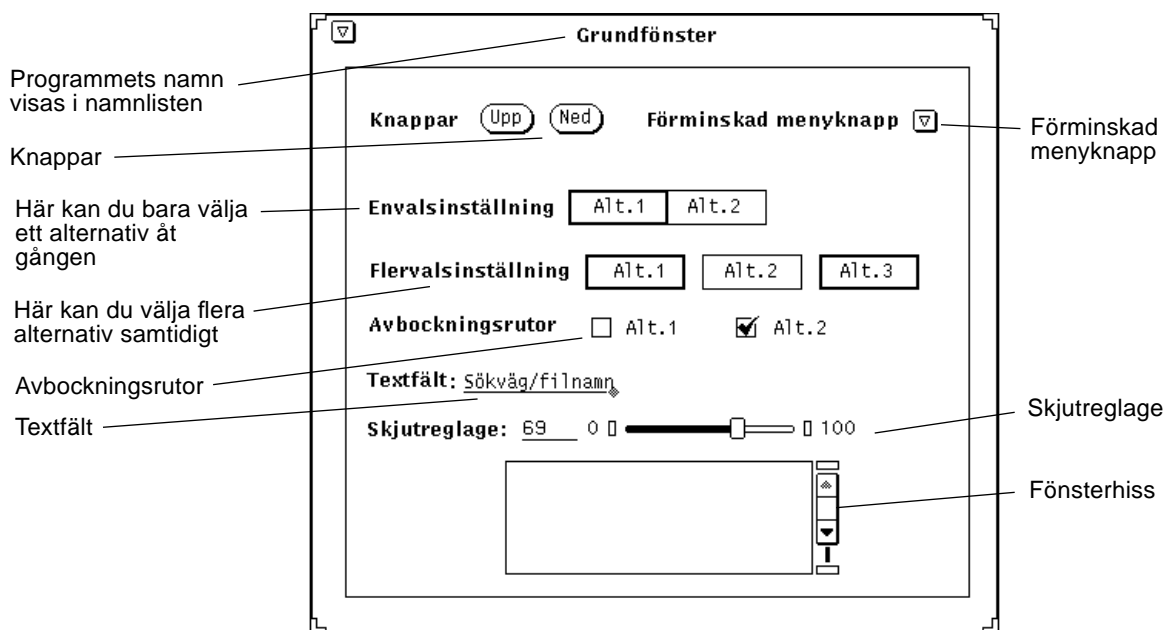 Grundfönster
Programmets namn
visas i namnlisten
Knappar Upp Ned Förminskad menyknapp
Förminskad
menyknapp
Knappar
Här kan du bara välja
ett alternativ åt
gången
Envalsinställning Alt.1 Alt.2
Flervalsinställning Alt.1 Alt.2 Alt.3
Här kan du välja flera
alternativ samtidigt
Avbockningsrutor Alt.1 Alt.2
Avbockningsrutor
Textfält: Sökväg/filnamn
Textfält
Skjutreglage: 69 0 100
Skjutreglage
Fönsterhiss